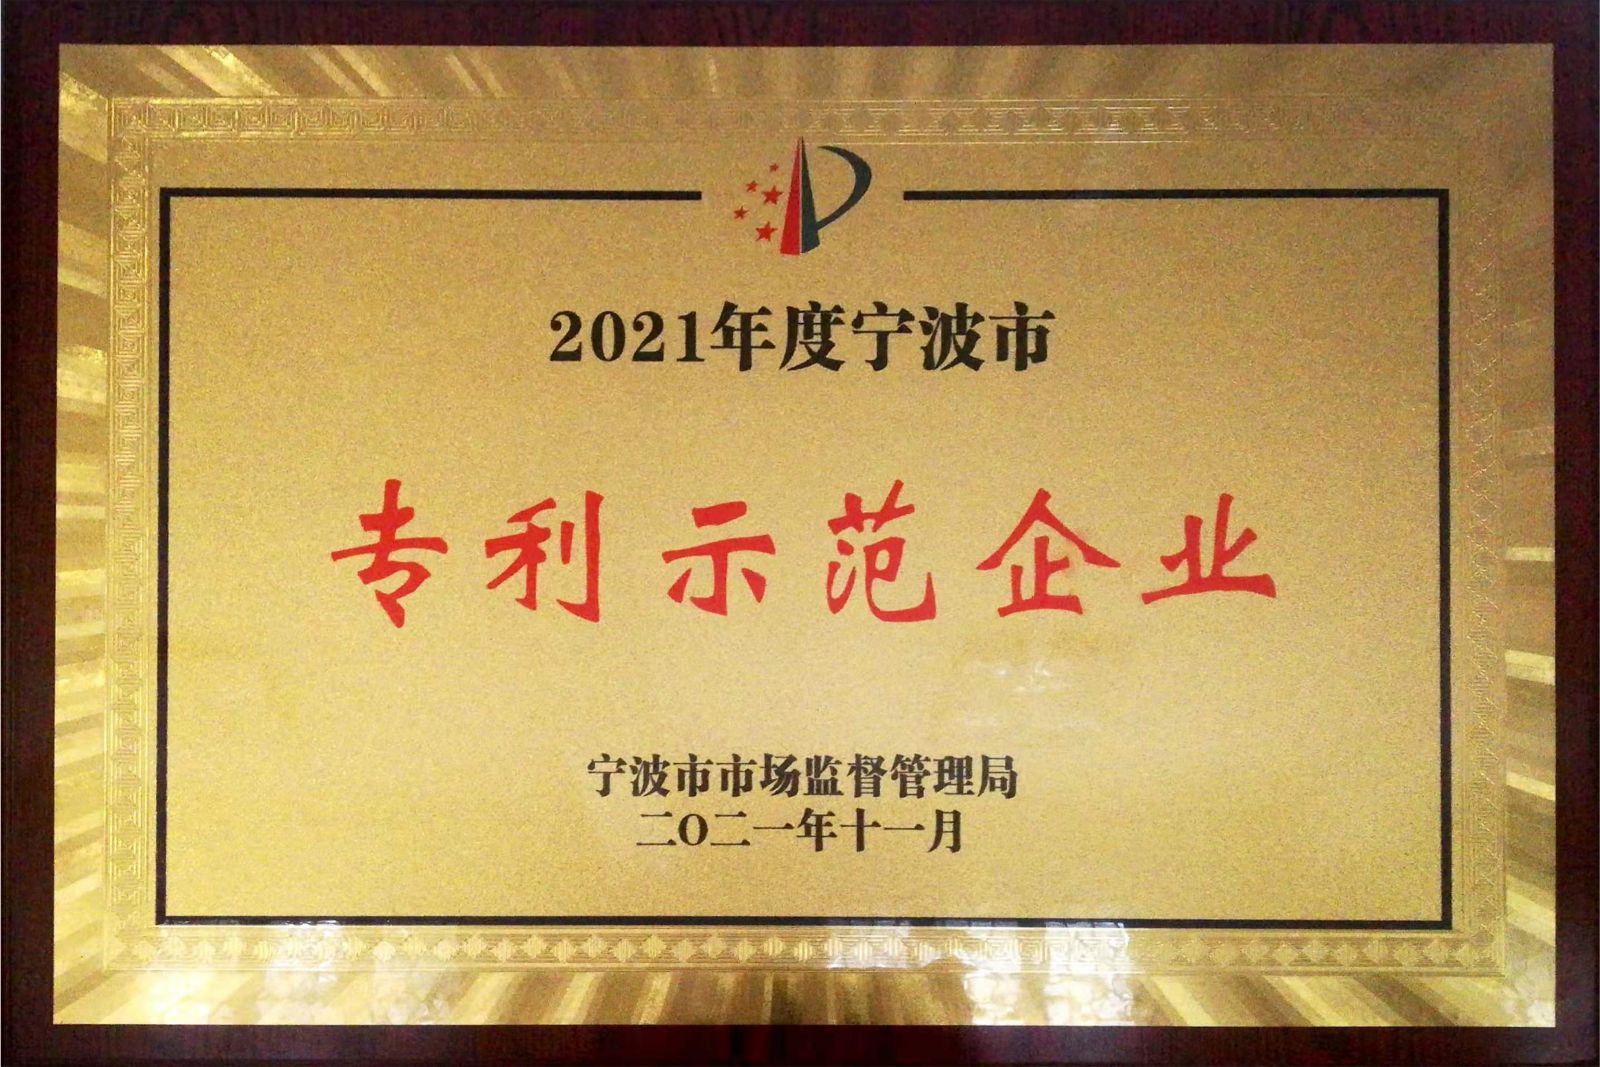 2021年度宁波市
专利示范企业
宁波市市场监督管理局
二〇二一年十一月